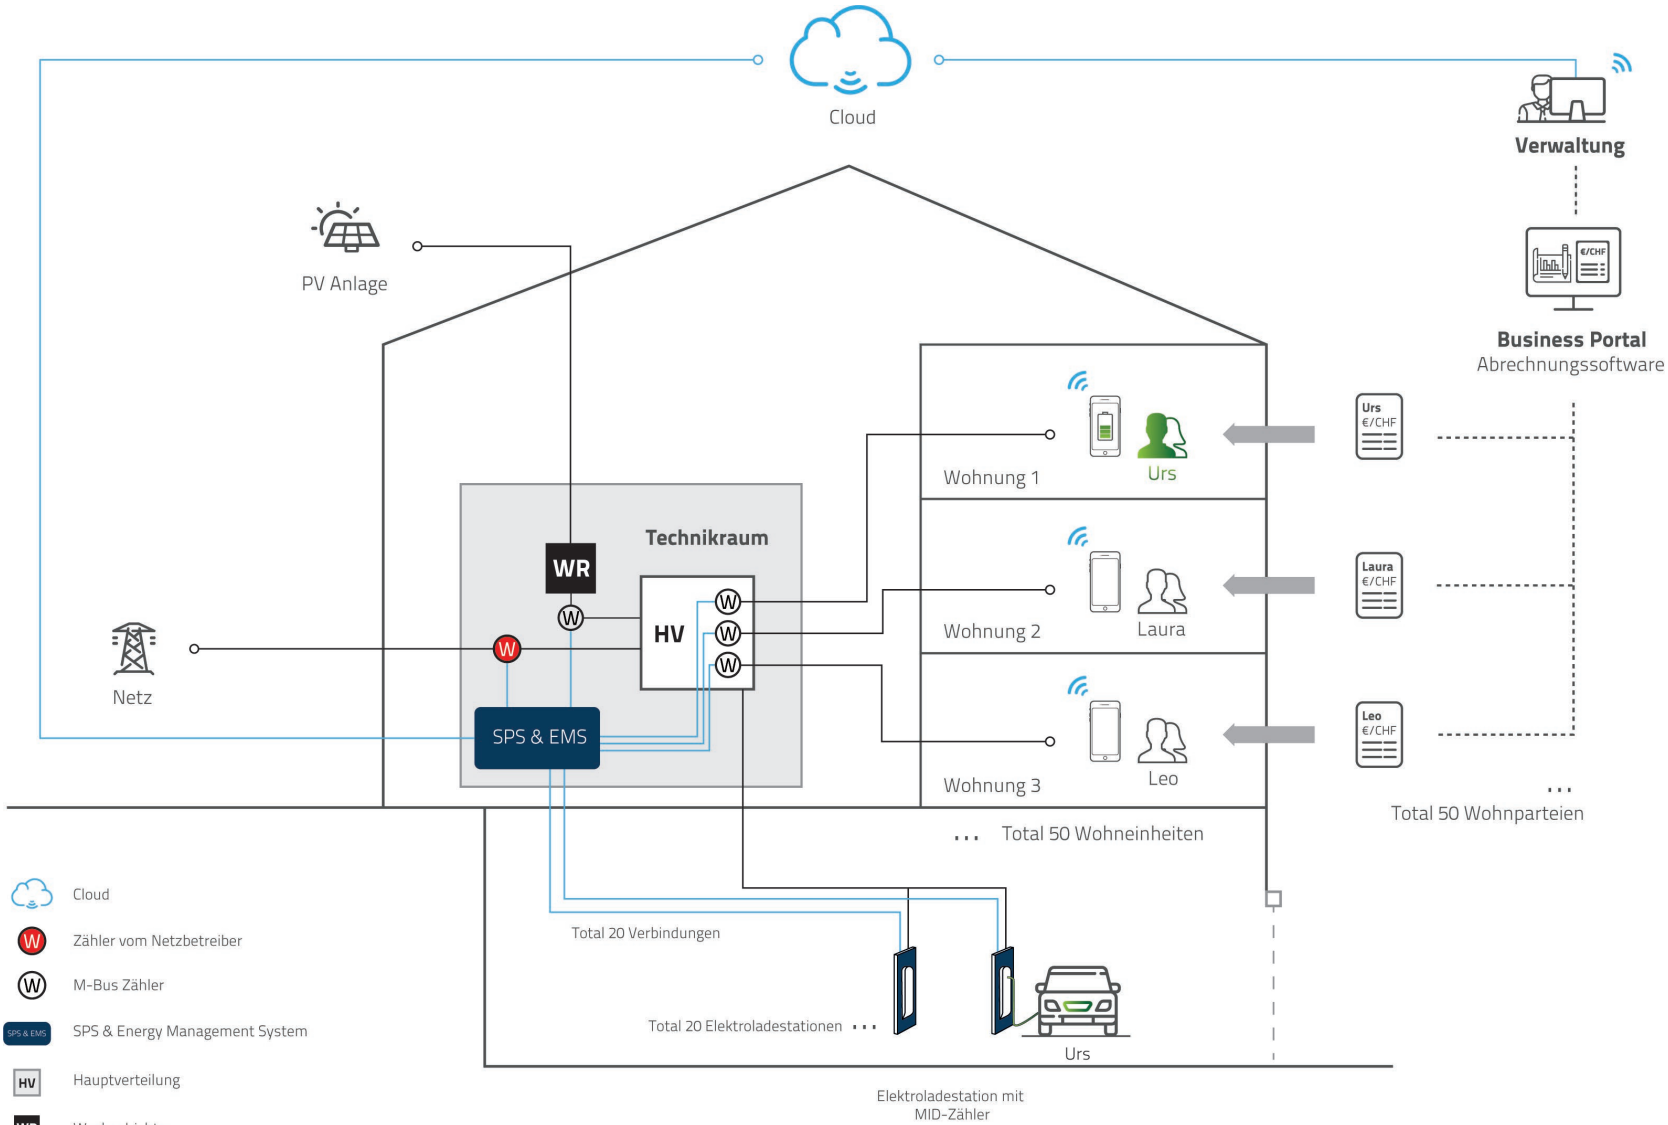 Cloud
Verwaltung
PV Anlage
€/CHF
Business Portal
Abrechnungssoftware
Urs
€/CHF
Wohnung 1
Urs
Technikraum
WR
Laura
€/CHF
W
W
HV
W
W
W
Wohnung 2
Laura
Netz
SPS & EMS
Leo
€/CHF
Wohnung 3
Leo
...
Total 50 Wohnparteien
... Total 50 Wohneinheiten
Cloud
Total 20 Verbindungen
W
Zähler vom Netzbetreiber
W
M-Bus Zähler
SPS & EMS
SPS & Energy Management System
Total 20 Elektroladestationen ...
Urs
HV
Hauptverteilung
Elektroladestation mit
MID-Zähler